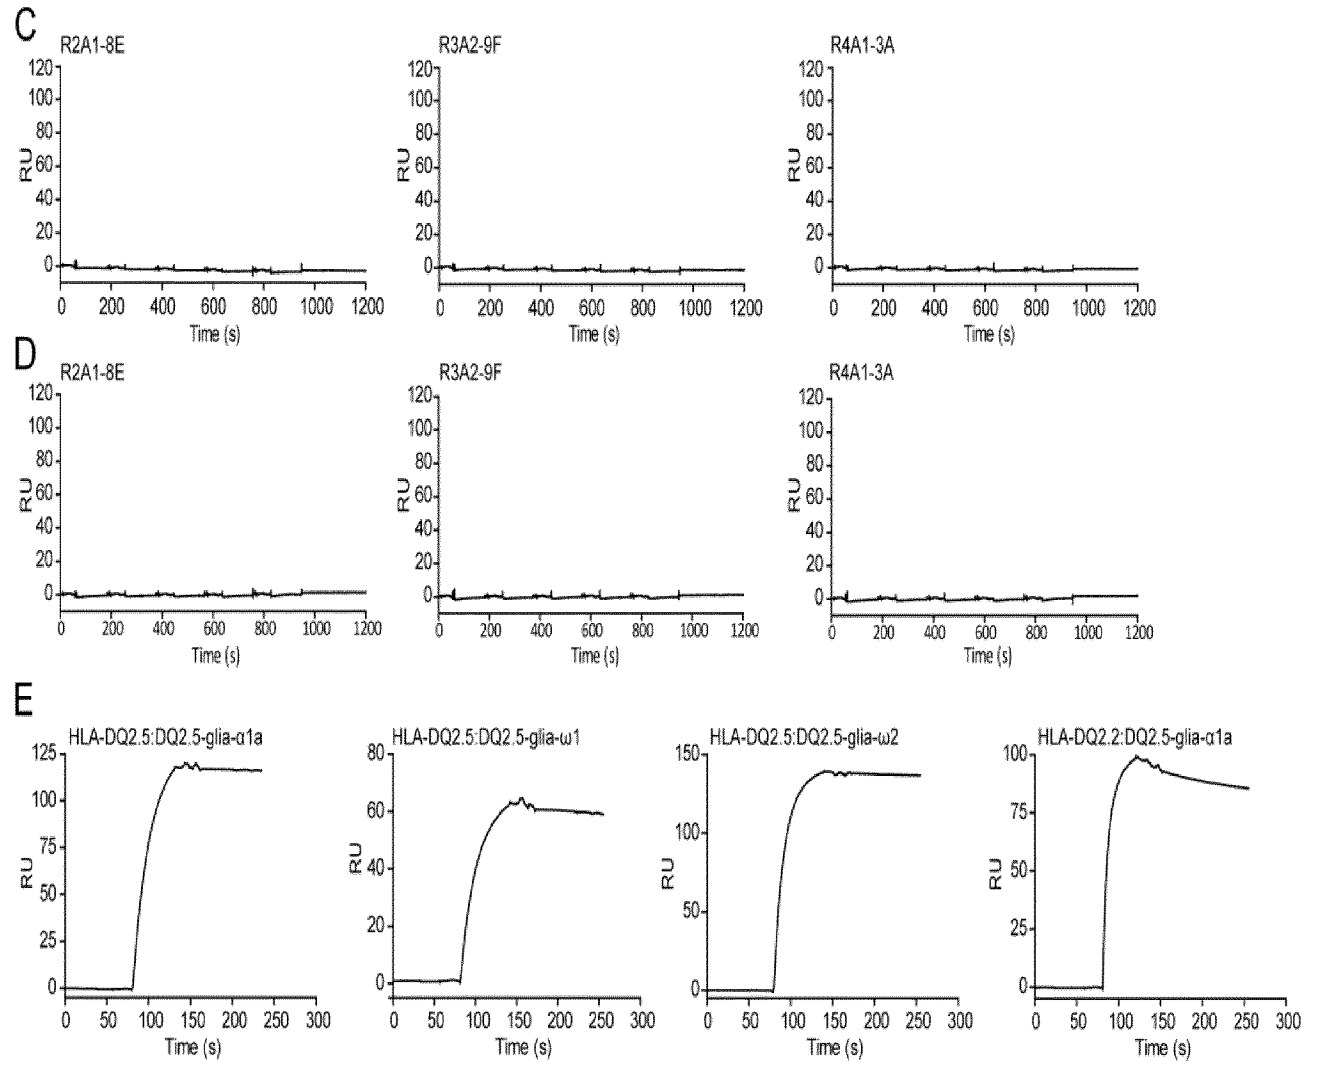 C
R2A1-8E R3A2-9F R4A1-3A
120 120 120
100 100 100
80 80 80
RU 60 RU 60 RU 60
40 40 40
20 20 20
0 0 0
0 200 400 600 800 1000 1200 0 200 400 600 800 1000 1200 0 200 400 600 800 1000 1200
Time (s) Time (s) Time (s)
D
R2A1-8E R3A2-9F R4A1-3A
120 120 120
100 100 100
80 80 80
RU 60 RU 60 RU 60
40 40 40
20 20 20
0 0 0
0 200 400 600 800 1000 1200 0 200 400 600 800 1000 1200 0 200 400 600 800 1000 1200
Time (s) Time (s) Time (s)
E
HLA-DQ2.5:DQ2.5-glia-α1a HLA-DQ2.5:DQ2.5-glia-ω1 HLA-DQ2.5:DQ2.5-glia-ω2 HLA-DQ2.2:DQ2.5-glia-α1a
125 80 150 100
100 60 100 75
75 40 50 50
RU RU RU RU
50 20 0 25
25 0 0
0
0 50 100 150 200 250 300 0 50 100 150 200 250 300 0 50 100 150 200 250 300 0 50 100 150 200 250 300
Time (s) Time (s) Time (s) Time (s)